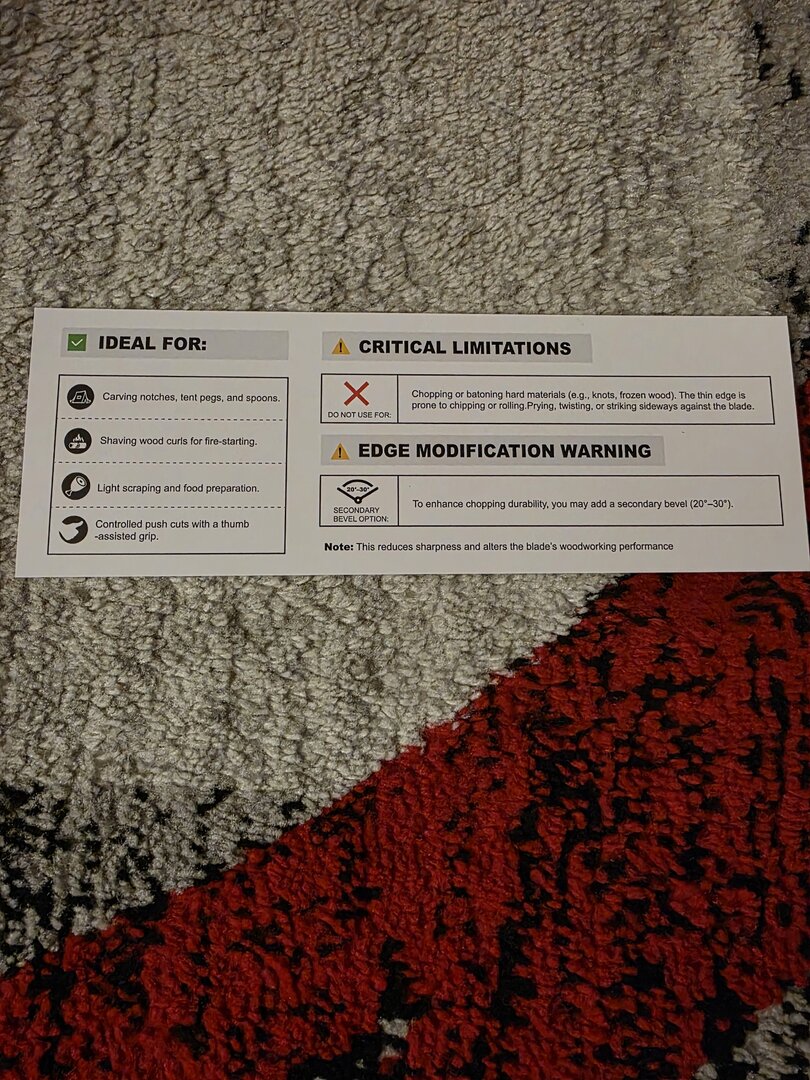 IDEAL FOR:
Carving notches, tent pegs, and spoons.
Shaving wood curls for fire-starting.
Light scraping and food preparation.
Controlled push cuts with a thumb
-assisted grip.
CRITICAL LIMITATIONS
DO NOT USE FOR:
Chopping or batoning hard materials (e.g., knots, frozen wood). The thin edge is
prone to chipping or rolling.Prying, twisting, or striking sideways against the blade.
EDGE MODIFICATION WARNING
20°-30°
SECONDARY
BEVEL OPTION:
To enhance chopping durability, you may add a secondary bevel (20°–30°).
Note: This reduces sharpness and alters the blade's woodworking performance